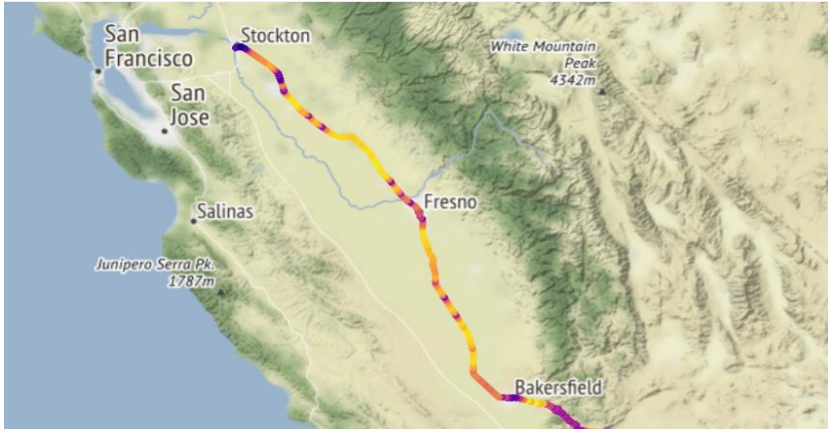 San
Francisco
Stockton
White Mountain
Peak
4342m
San
Jose
Salinas
Fresno
Junipero Serra Pk.
1787m
Bakersfield